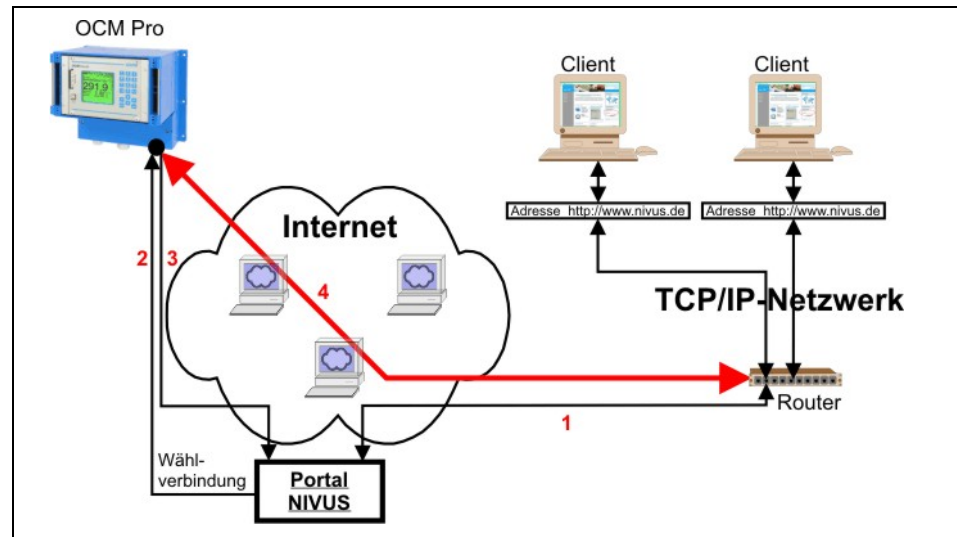 OCM Pro
291.9
Client
Client
Adresse http://www.nivus.de
Adresse http://www.nivus.de
Internet
2
3
4
TCP/IP-Netzwerk
Router
1
Wähl-
verbindung
Portal
NIVUS